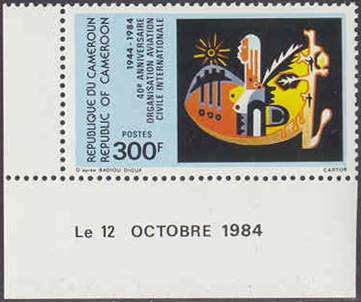 REPUBLIQUE DU CAMEROUN
REPUBLIC OF CAMEROON
1944-1984
40e ANNIVERSAIRE
ORGANISATION AVIATION
CIVILE INTERNATIONALE
POSTES
300F
D'après BADIOU DIOUF
CARTOR
Le 12 OCTOBRE 1984